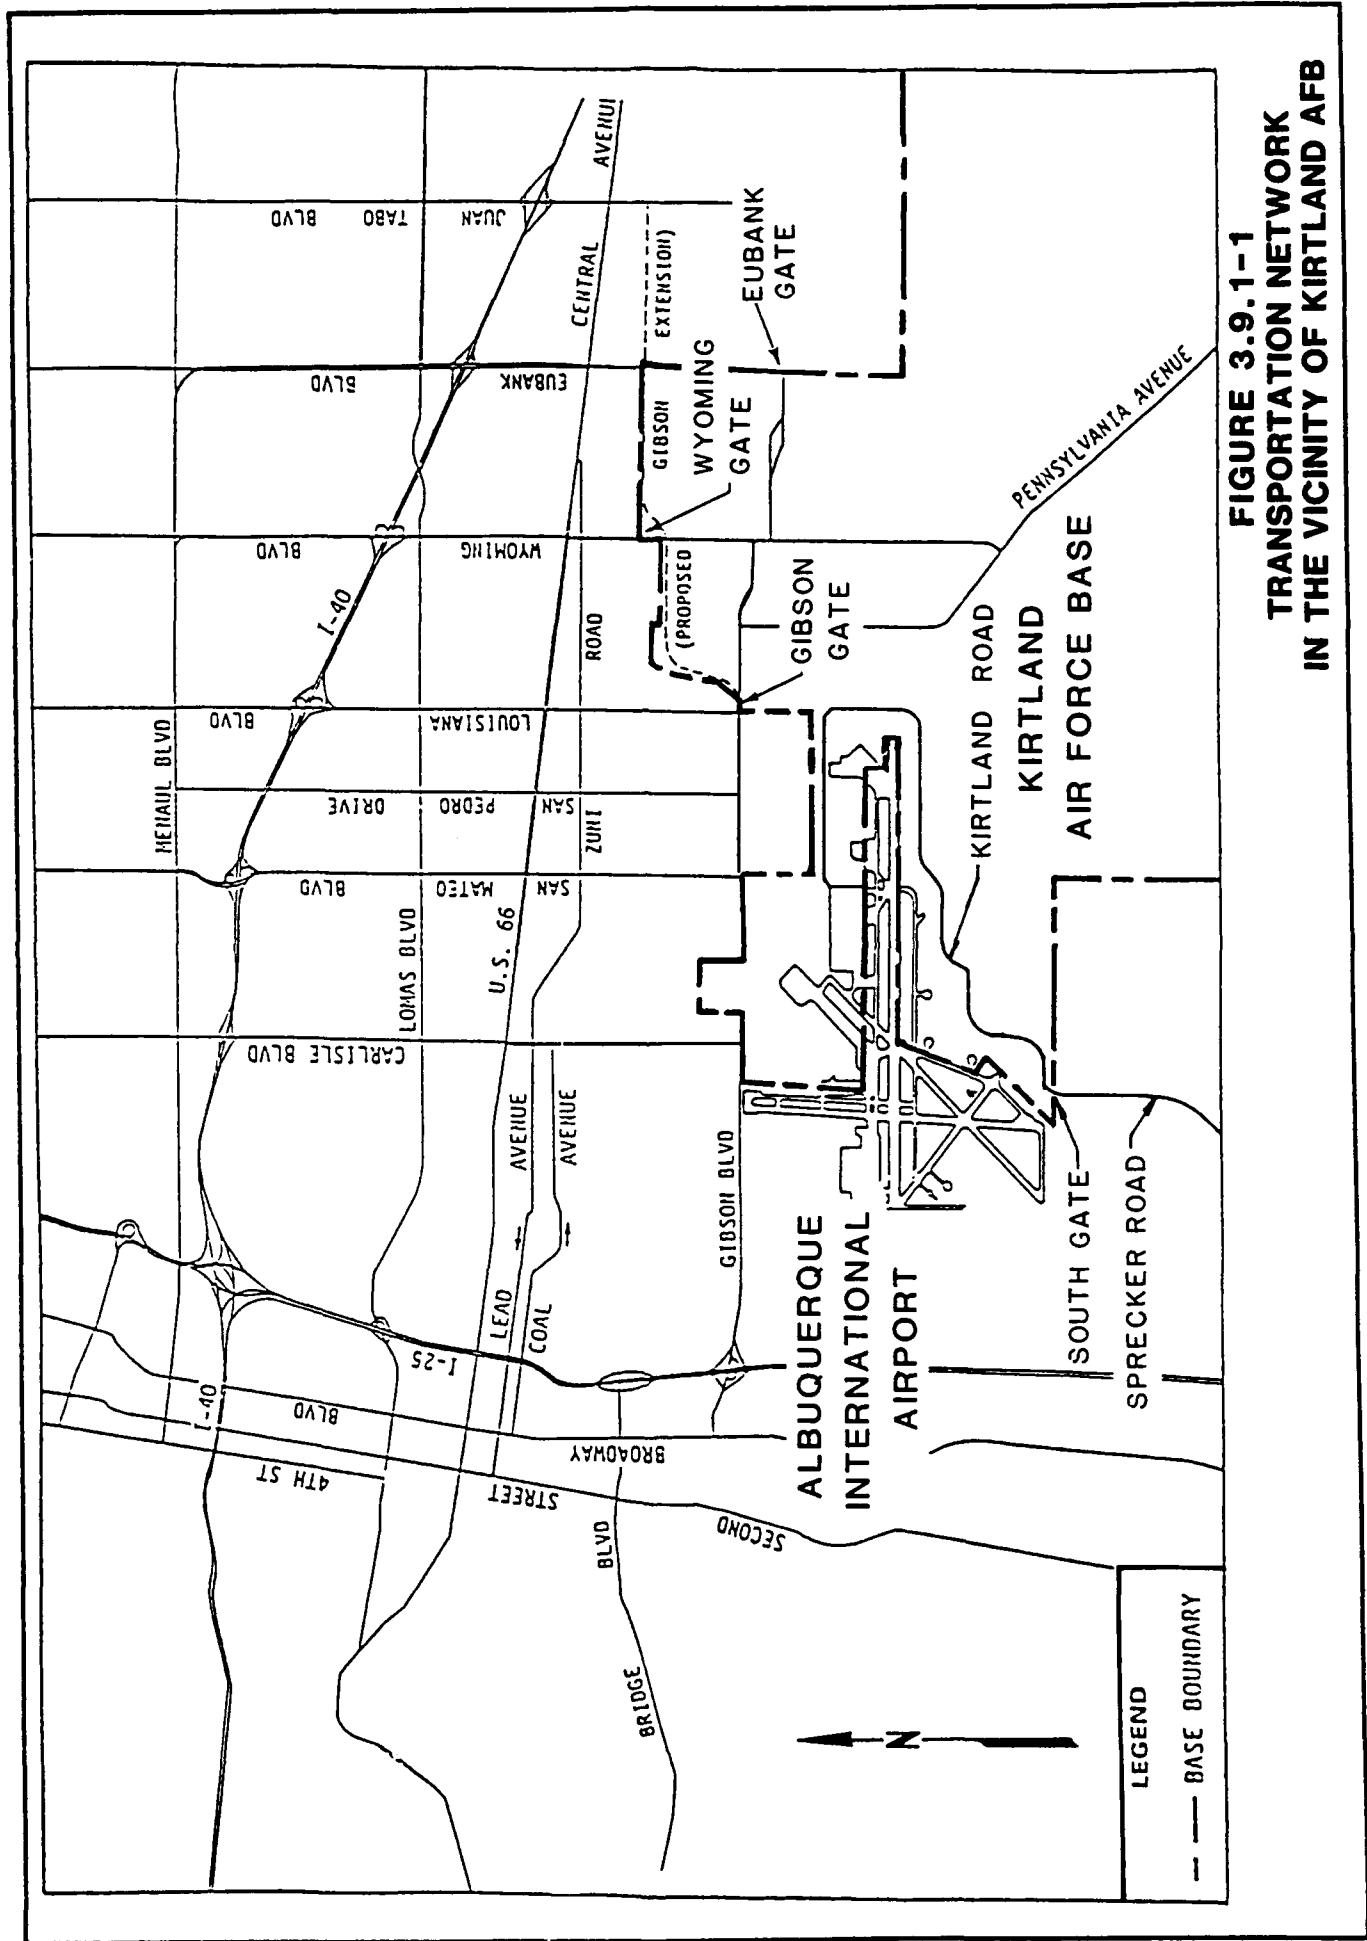 MENAUL BLVD
I-40
I-40
BLVD
TABO
JUAN
BLVD
EUBANK
BLVD
WYOMING
BLVD
LOUISIANA
DRIVE
PEDRO
SAN
BLVD
MATEO
SAN
CARLISLE BLVD
LOMAS BLVD
U.S. 66
CENTRAL
AVENU
ZUNI
ROAD
LEAD
AVENUE
COAL
AVENUE
I-25
BLVD
BROADWAY
4TH ST
STREET
SECOND
BRIDGE
BLVD
GIBSON BLVD
(PROPOSED
GIBSON
EXTENSION)
WYOMING
GATE
EUBANK
GATE
GIBSON
GATE
PENNSYLVANIA AVENUE
KIRTLAND ROAD
KIRTLAND
AIR FORCE BASE
ALBUQUERQUE
INTERNATIONAL
AIRPORT
SOUTH GATE
SPRECKER ROAD
N
LEGEND
BASE BOUNDARY
FIGURE 3.9.1-1
TRANSPORTATION NETWORK
IN THE VICINITY OF KIRTLAND AFB